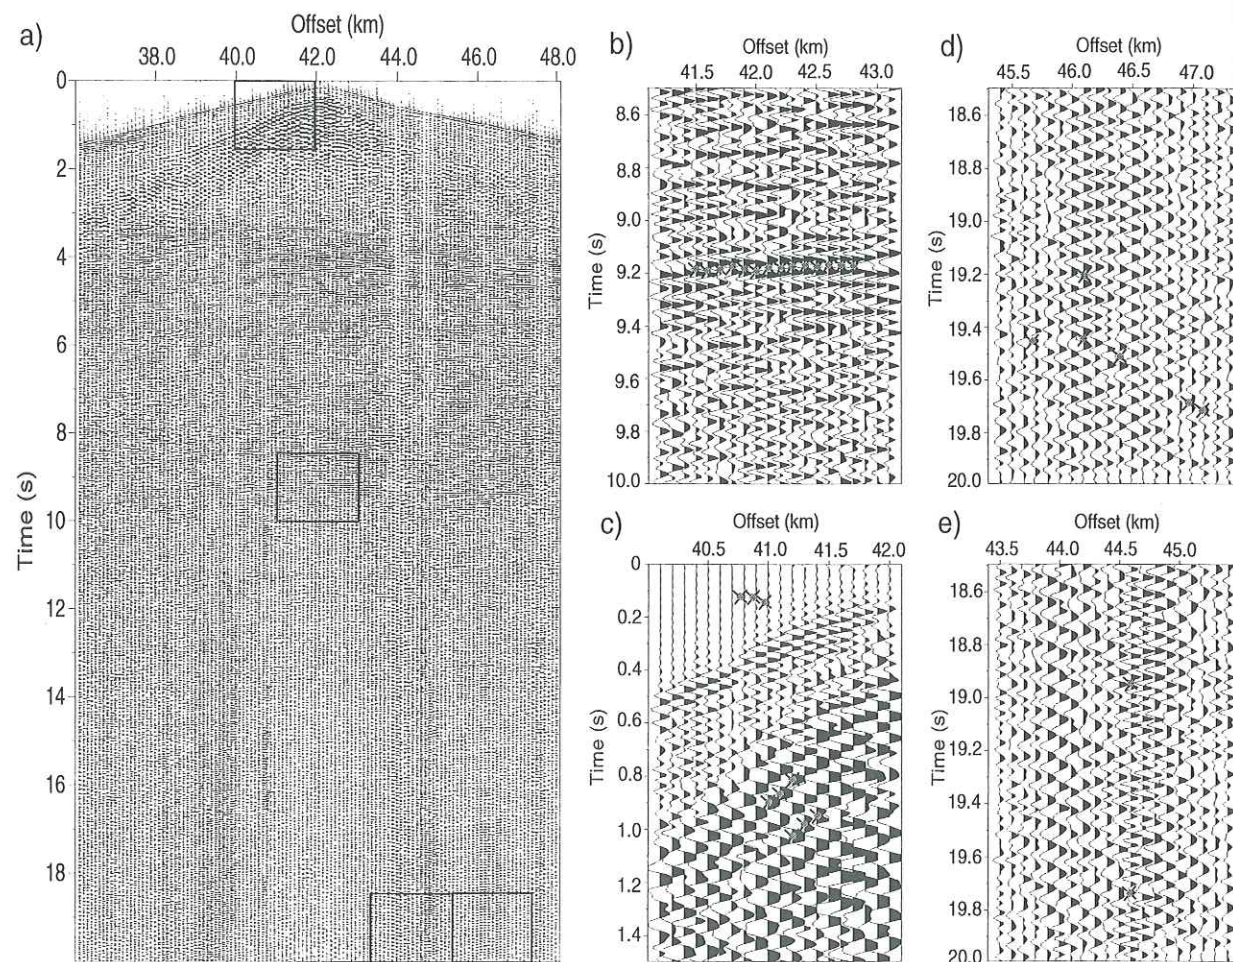 a)
Offset (km)
38.0 40.0 42.0 44.0 46.0 48.0
0
2
4
6
8
10
12
14
16
18
Time (s)
b)
Offset (km)
41.5 42.0 42.5 43.0
8.6
8.8
9.0
9.2
9.4
9.6
9.8
10.0
Time (s)
d)
Offset (km)
45.5 46.0 46.5 47.0
18.6
18.8
19.0
19.2
19.4
19.6
19.8
20.0
Time (s)
c)
Offset (km)
40.5 41.0 41.5 42.0
0
0.2
0.4
0.6
0.8
1.0
1.2
1.4
Time (s)
e)
Offset (km)
43.5 44.0 44.5 45.0
18.6
18.8
19.0
19.2
19.4
19.6
19.8
20.0
Time (s)